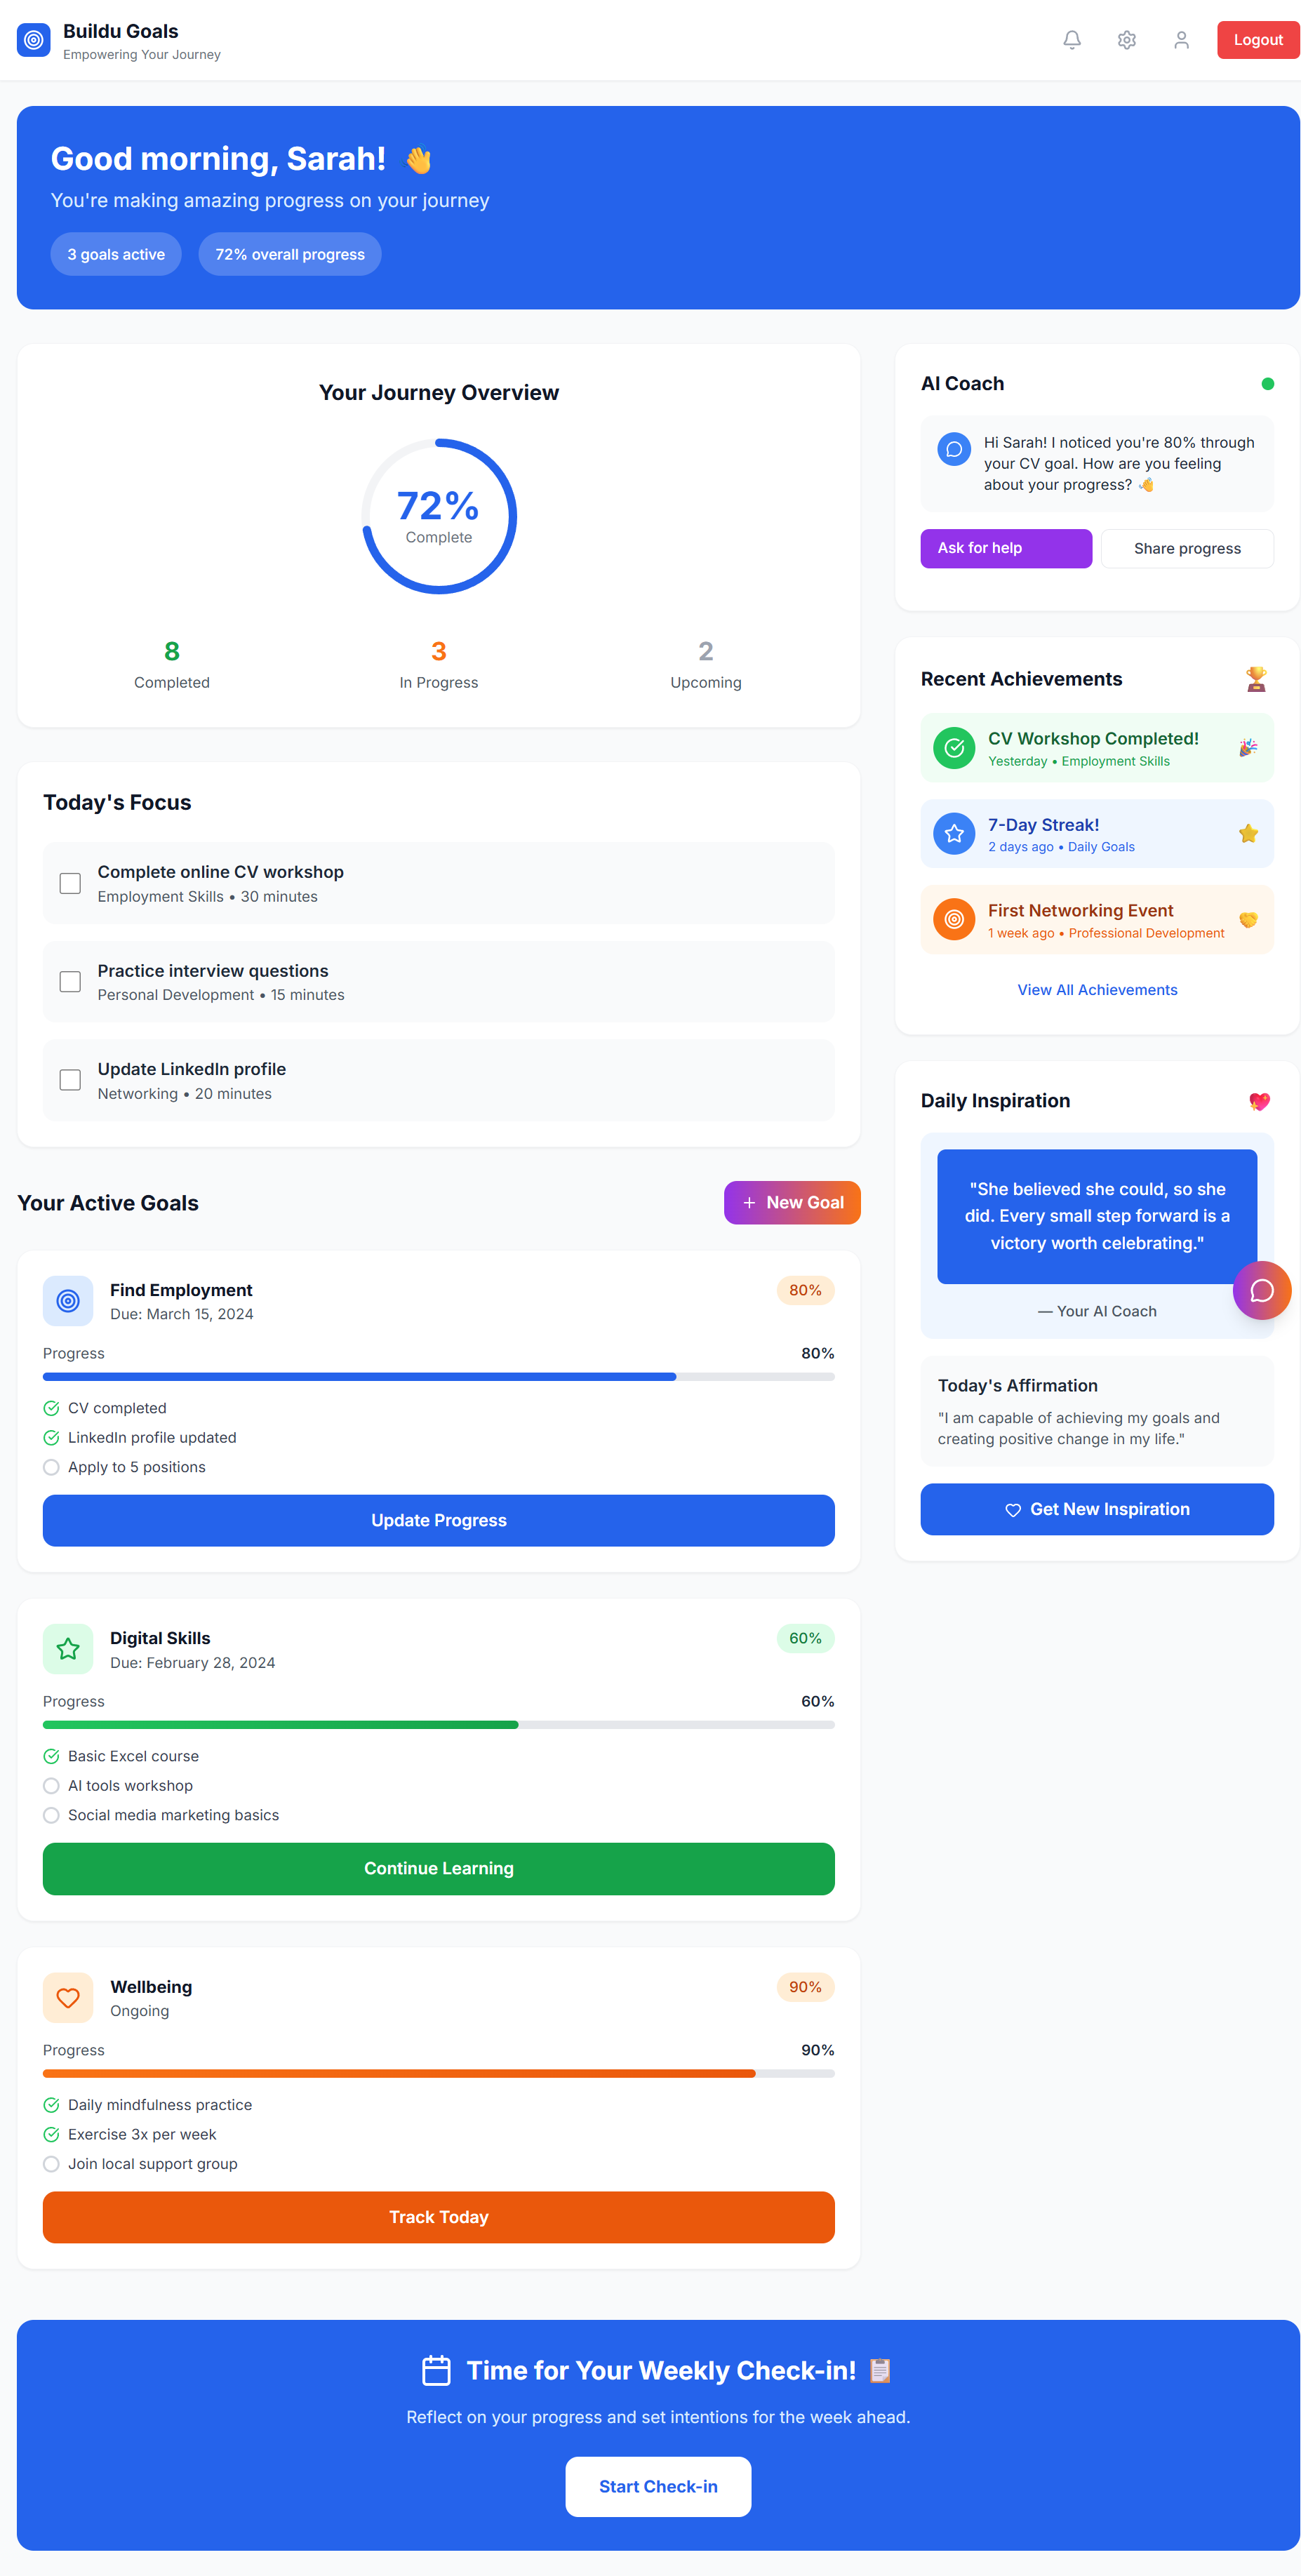 Buildu Goals
Empowering Your Journey
Logout
Good morning, Sarah! 👋
You're making amazing progress on your journey
3 goals active
72% overall progress
Your Journey Overview
72%
Complete
8
Completed
3
In Progress
2
Upcoming
Today's Focus
Complete online CV workshop
Employment Skills • 30 minutes
Practice interview questions
Personal Development • 15 minutes
Update LinkedIn profile
Networking • 20 minutes
Your Active Goals
+ New Goal
Find Employment
Due: March 15, 2024
80%
Progress
80%
CV completed
LinkedIn profile updated
Apply to 5 positions
Update Progress
Digital Skills
Due: February 28, 2024
60%
Progress
60%
Basic Excel course
AI tools workshop
Social media marketing basics
Continue Learning
Wellbeing
Ongoing
90%
Progress
90%
Daily mindfulness practice
Exercise 3x per week
Join local support group
Track Today
AI Coach
Hi Sarah! I noticed you're 80% through
your CV goal. How are you feeling
about your progress? 👋
Ask for help
Share progress
Recent Achievements 🏆
CV Workshop Completed! 🎉
Yesterday • Employment Skills
7-Day Streak! ⭐
2 days ago • Daily Goals
First Networking Event 🤝
1 week ago • Professional Development
View All Achievements
Daily Inspiration 💖
"She believed she could, so she
did. Every small step forward is a
victory worth celebrating."
— Your AI Coach
Today's Affirmation
"I am capable of achieving my goals and
creating positive change in my life."
Get New Inspiration
Time for Your Weekly Check-in! 📋
Reflect on your progress and set intentions for the week ahead.
Start Check-in